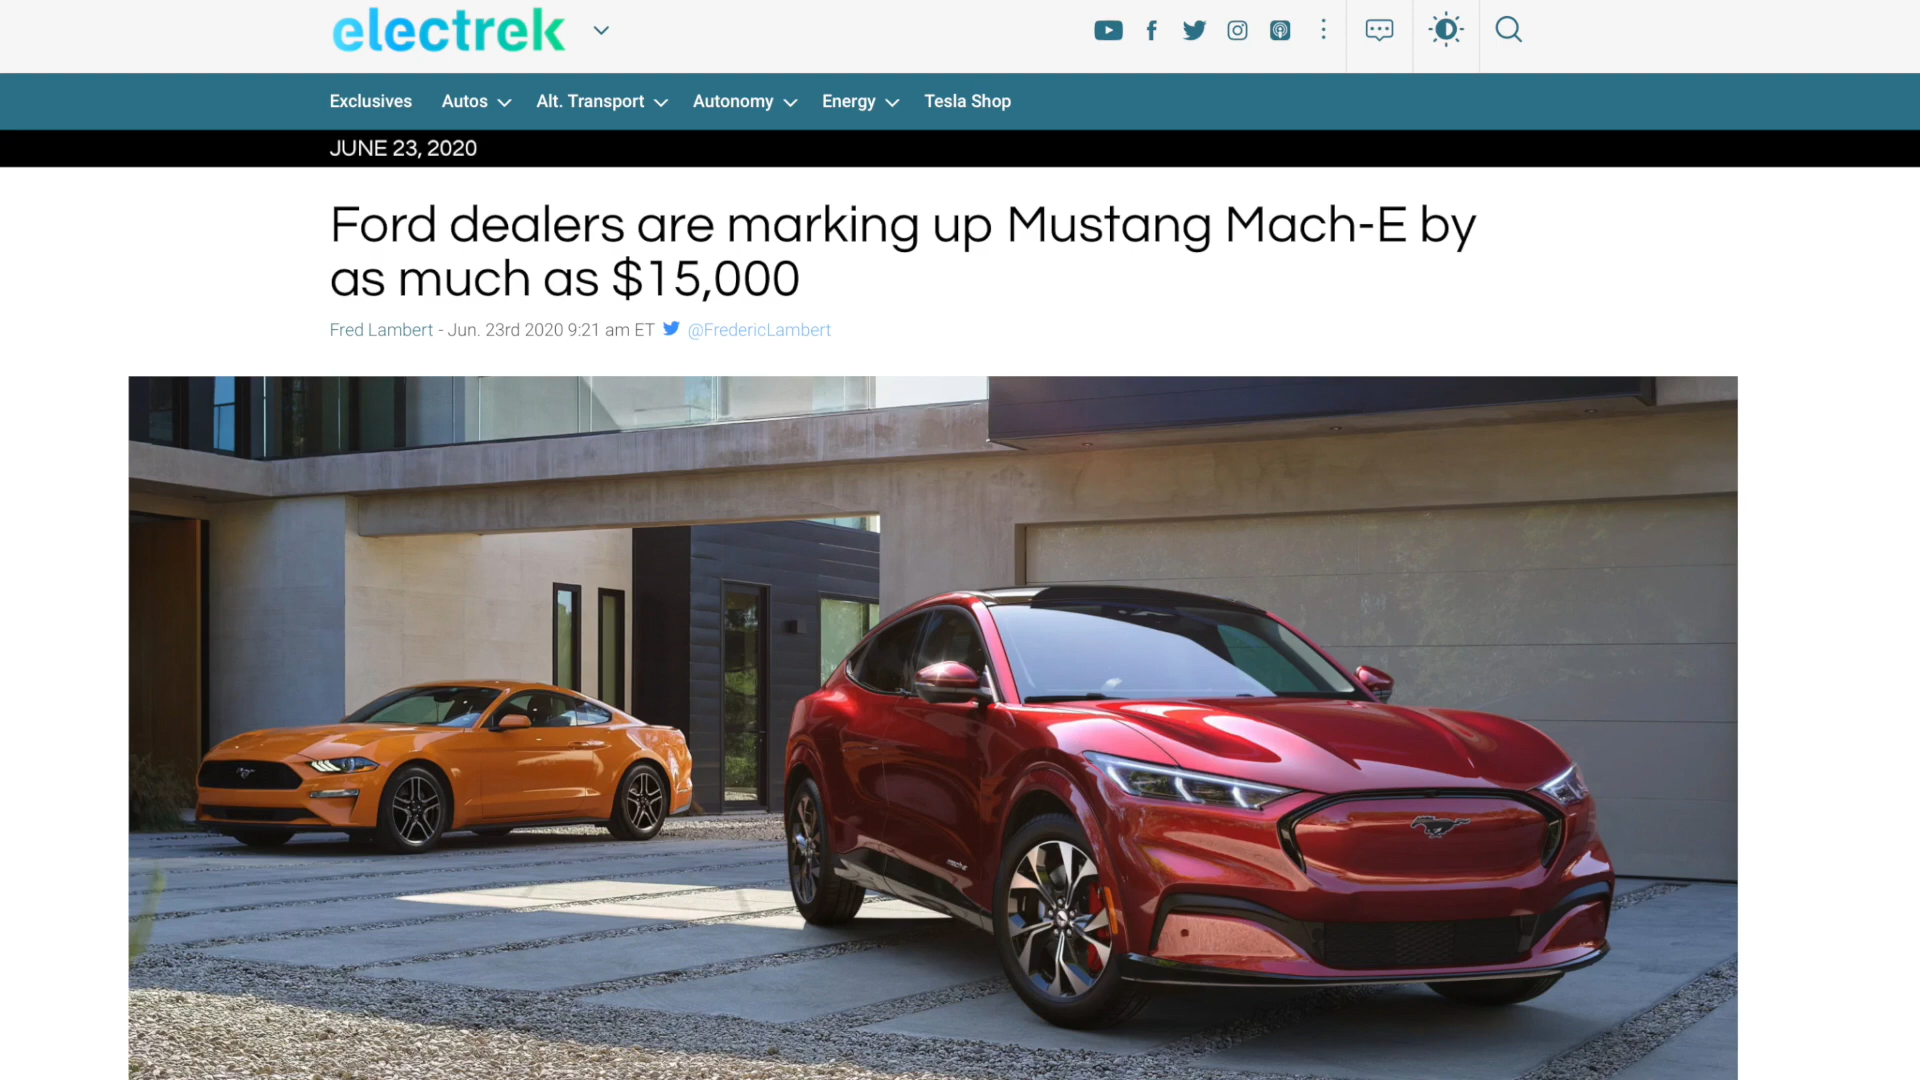 electrek
Exclusives Autos Alt. Transport Autonomy Energy Tesla Shop
JUNE 23, 2020
Ford dealers are marking up Mustang Mach-E by
as much as $15,000
Fred Lambert - Jun. 23rd 2020 9:21 am ET @FredericLambert